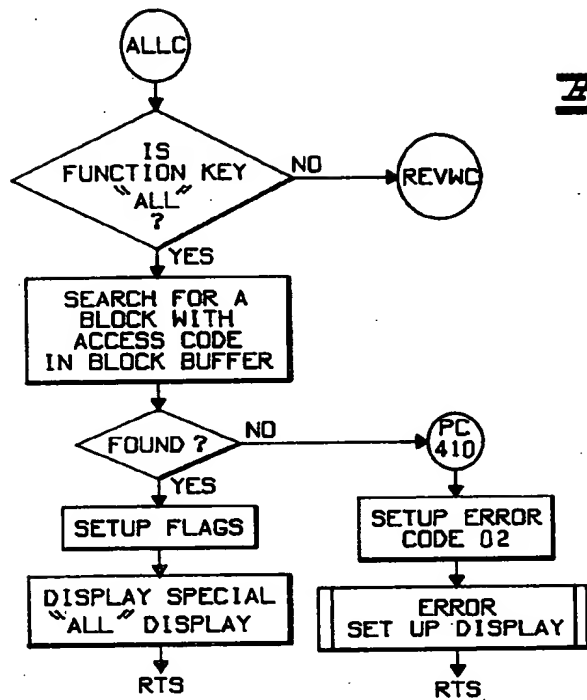 ALLC
IS
FUNCTION KEY
"ALL"
?
NO
REVWC
YES
SEARCH FOR A
BLOCK WITH
ACCESS CODE
IN BLOCK BUFFER
FOUND ?
NO
PC
410
YES
SETUP FLAGS
SETUP ERROR
CODE 02
DISPLAY SPECIAL
"ALL" DISPLAY
ERROR
SET UP DISPLAY
RTS
RTS